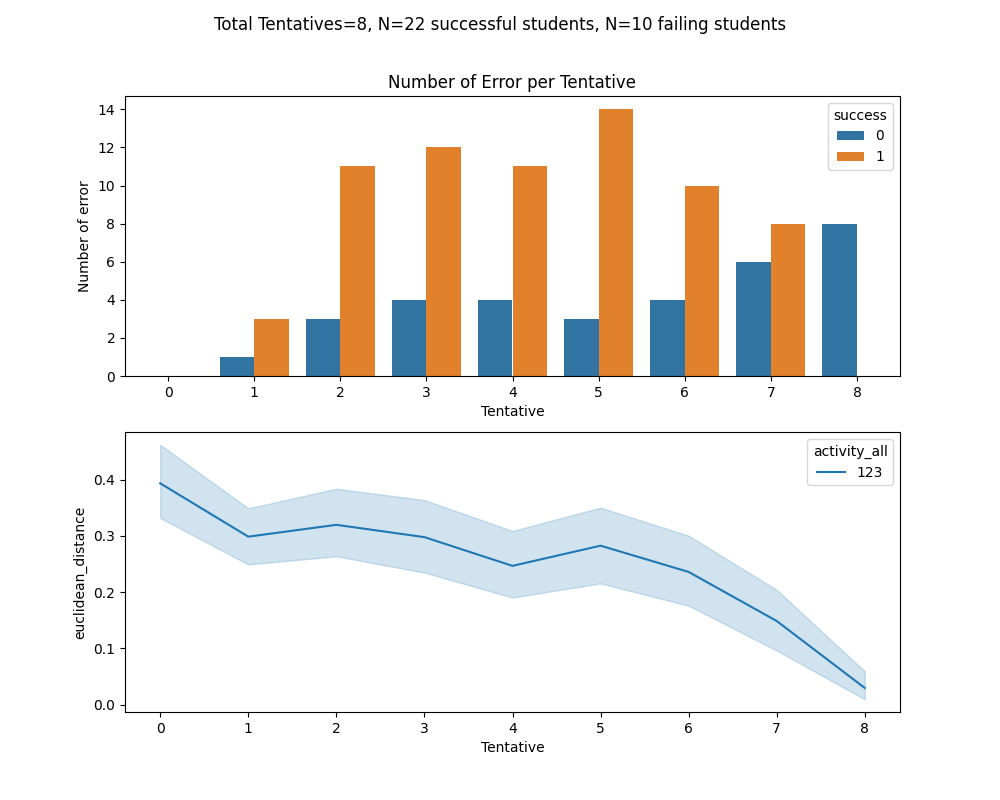 Total Tentatives=8, N=22 successful students, N=10 failing students
Number of Error per Tentative
14
12
10
8
6
4
2
0
Number of error
success
0
1
0 1 2 3 4 5 6 7 8
Tentative
0.4
0.3
0.2
0.1
0.0
euclidean_distance
activity_all
123
0 1 2 3 4 5 6 7 8
Tentative